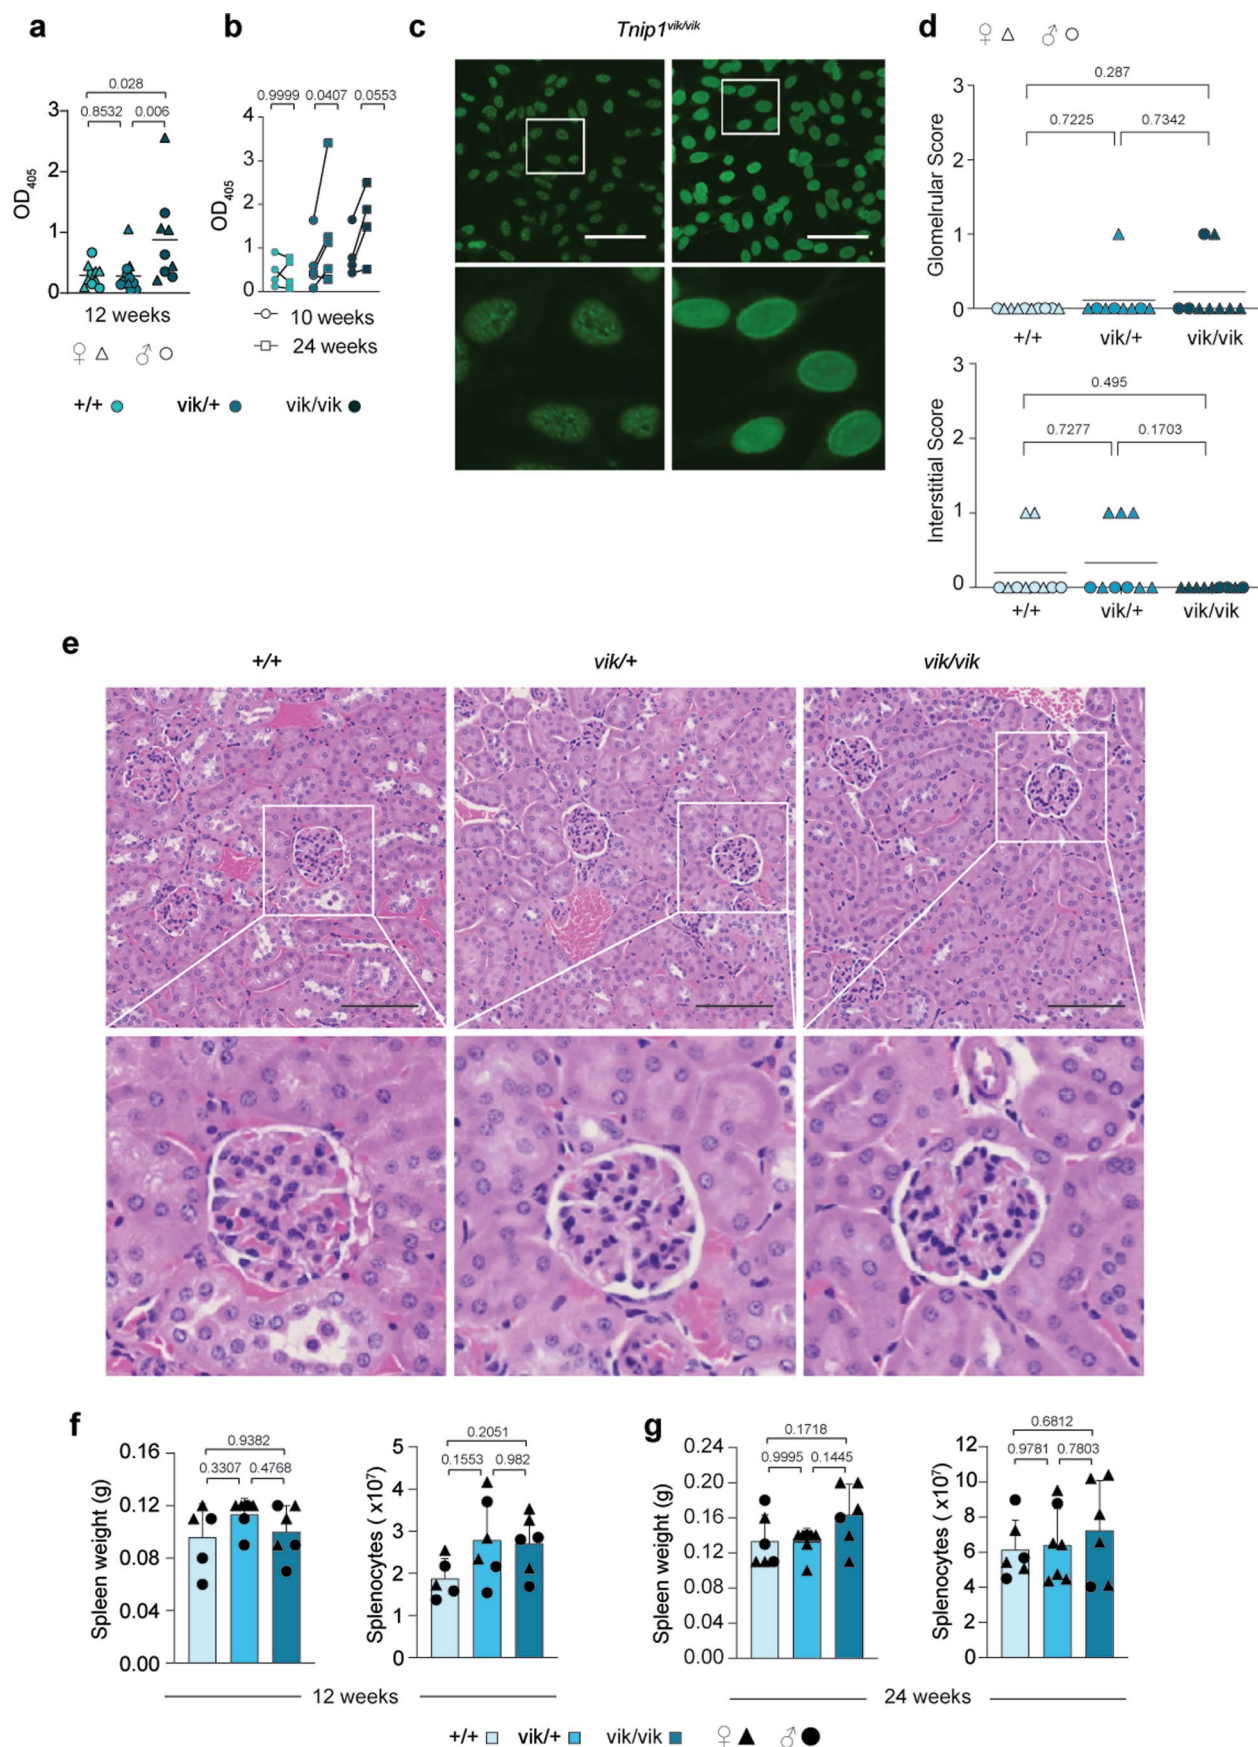 a
0.028
0.8532
0.006
3
2
1
0
OD405
12 weeks
♀ △ ♂ ○
+/+
vik/+
vik/vik
b
0.9999
0.0407
0.0553
4
3
2
1
0
OD405
10 weeks
24 weeks
c
Tnip1vik/vik
d
♀ △ ♂ ○
0.287
0.7225
0.7342
3
2
1
0
Glomelrular Score
+/+
vik/+
vik/vik
0.495
0.7277
0.1703
3
2
1
0
Interstitial Score
+/+
vik/+
vik/vik
e
+/+
vik/+
vik/vik
f
0.9382
0.3307
0.4768
0.16
0.12
0.08
0.04
0.00
Spleen weight (g)
0.2051
0.1553
0.982
5
4
3
2
1
0
Splenocytes ( x10⁷)
12 weeks
g
0.1718
0.9995
0.1445
0.24
0.20
0.16
0.12
0.08
0.04
0.00
Spleen weight (g)
0.6812
0.9781
0.7803
12
10
8
6
4
2
0
Splenocytes ( x10⁷)
24 weeks
+/+
vik/+
vik/vik
♀ ▲ ♂ ●